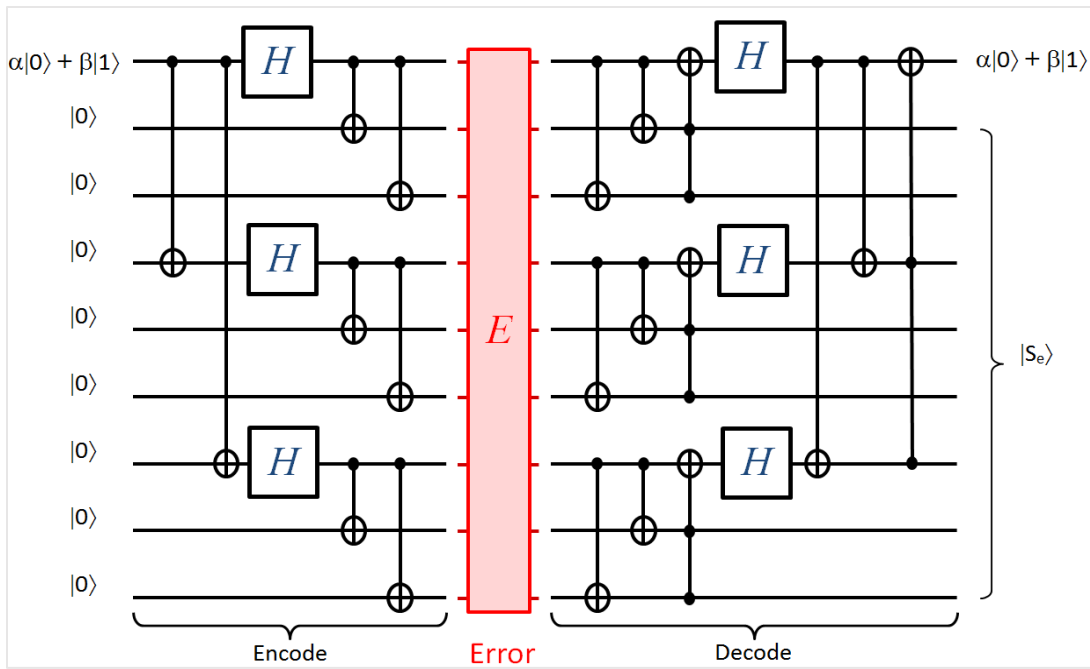 α|0⟩ + β|1⟩ H H α|0⟩ + β|1⟩
|0⟩
|0⟩
|0⟩ H H
|0⟩ E
|Sₑ⟩
|0⟩
|0⟩ H H
|0⟩
|0⟩
Encode Error Decode